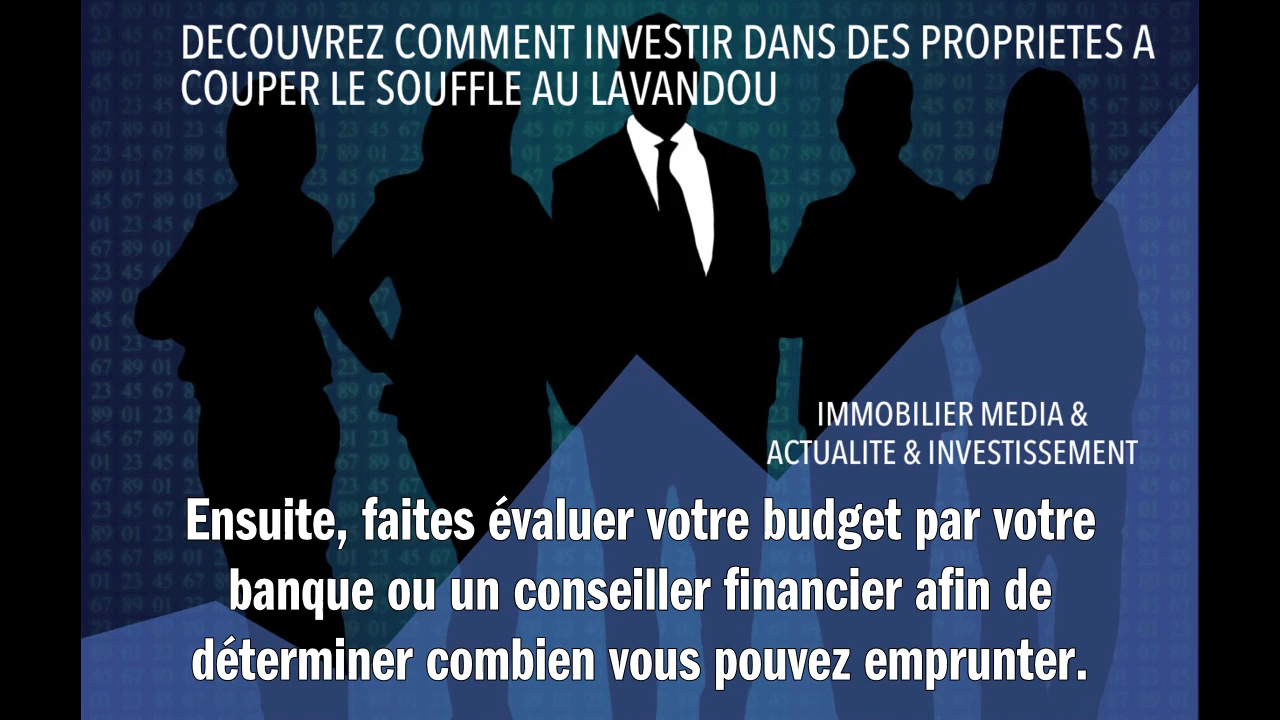 DECOUVREZ COMMENT INVESTIR DANS DES PROPRIETES A
COUPER LE SOUFFLE AU LAVANDOU
IMMOBILIER MEDIA &
ACTUALITE & INVESTISSEMENT
Ensuite, faites évaluer votre budget par votre
banque ou un conseiller financier afin de
déterminer combien vous pouvez emprunter.